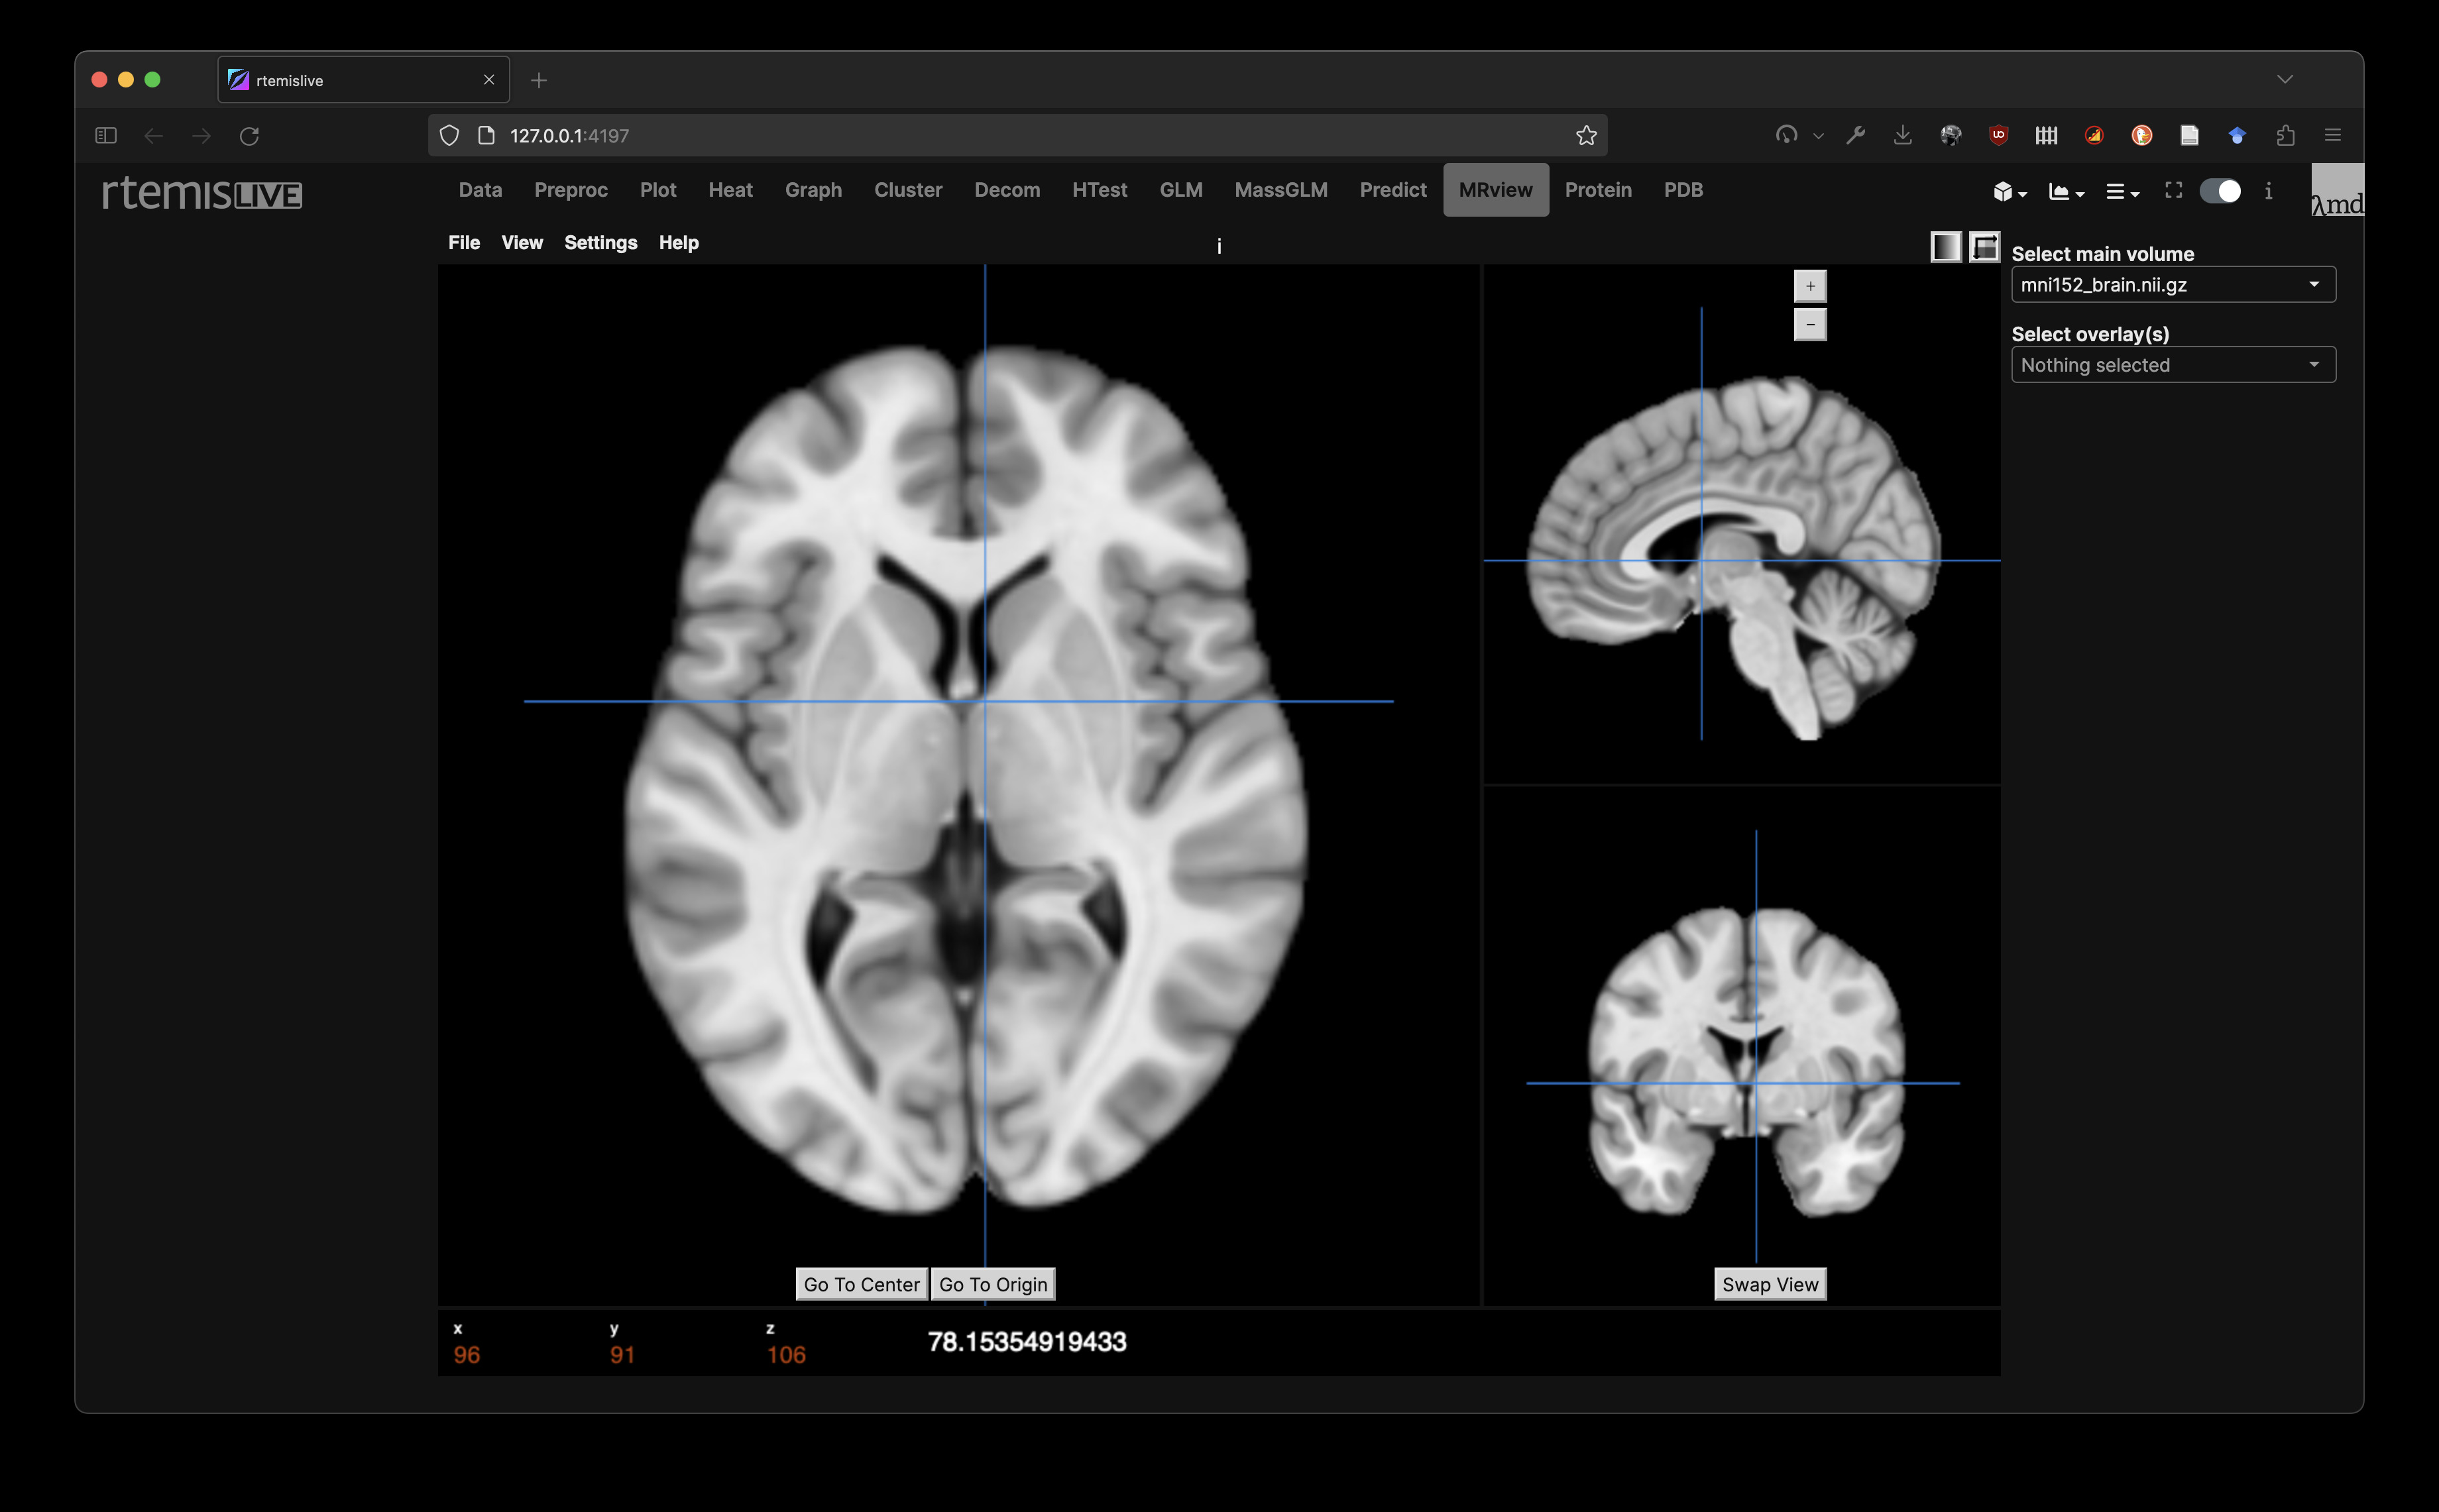 rtemislive
127.0.0.1:4197
rtemisLIVE
Data Preproc Plot Heat Graph Cluster Decom HTest GLM MassGLM Predict MRview Protein PDB
λmd
File View Settings Help
i
Select main volume
mni152_brain.nii.gz
Select overlay(s)
Nothing selected
+
−
Go To Center Go To Origin
Swap View
x y z
96 91 106
78.15354919433